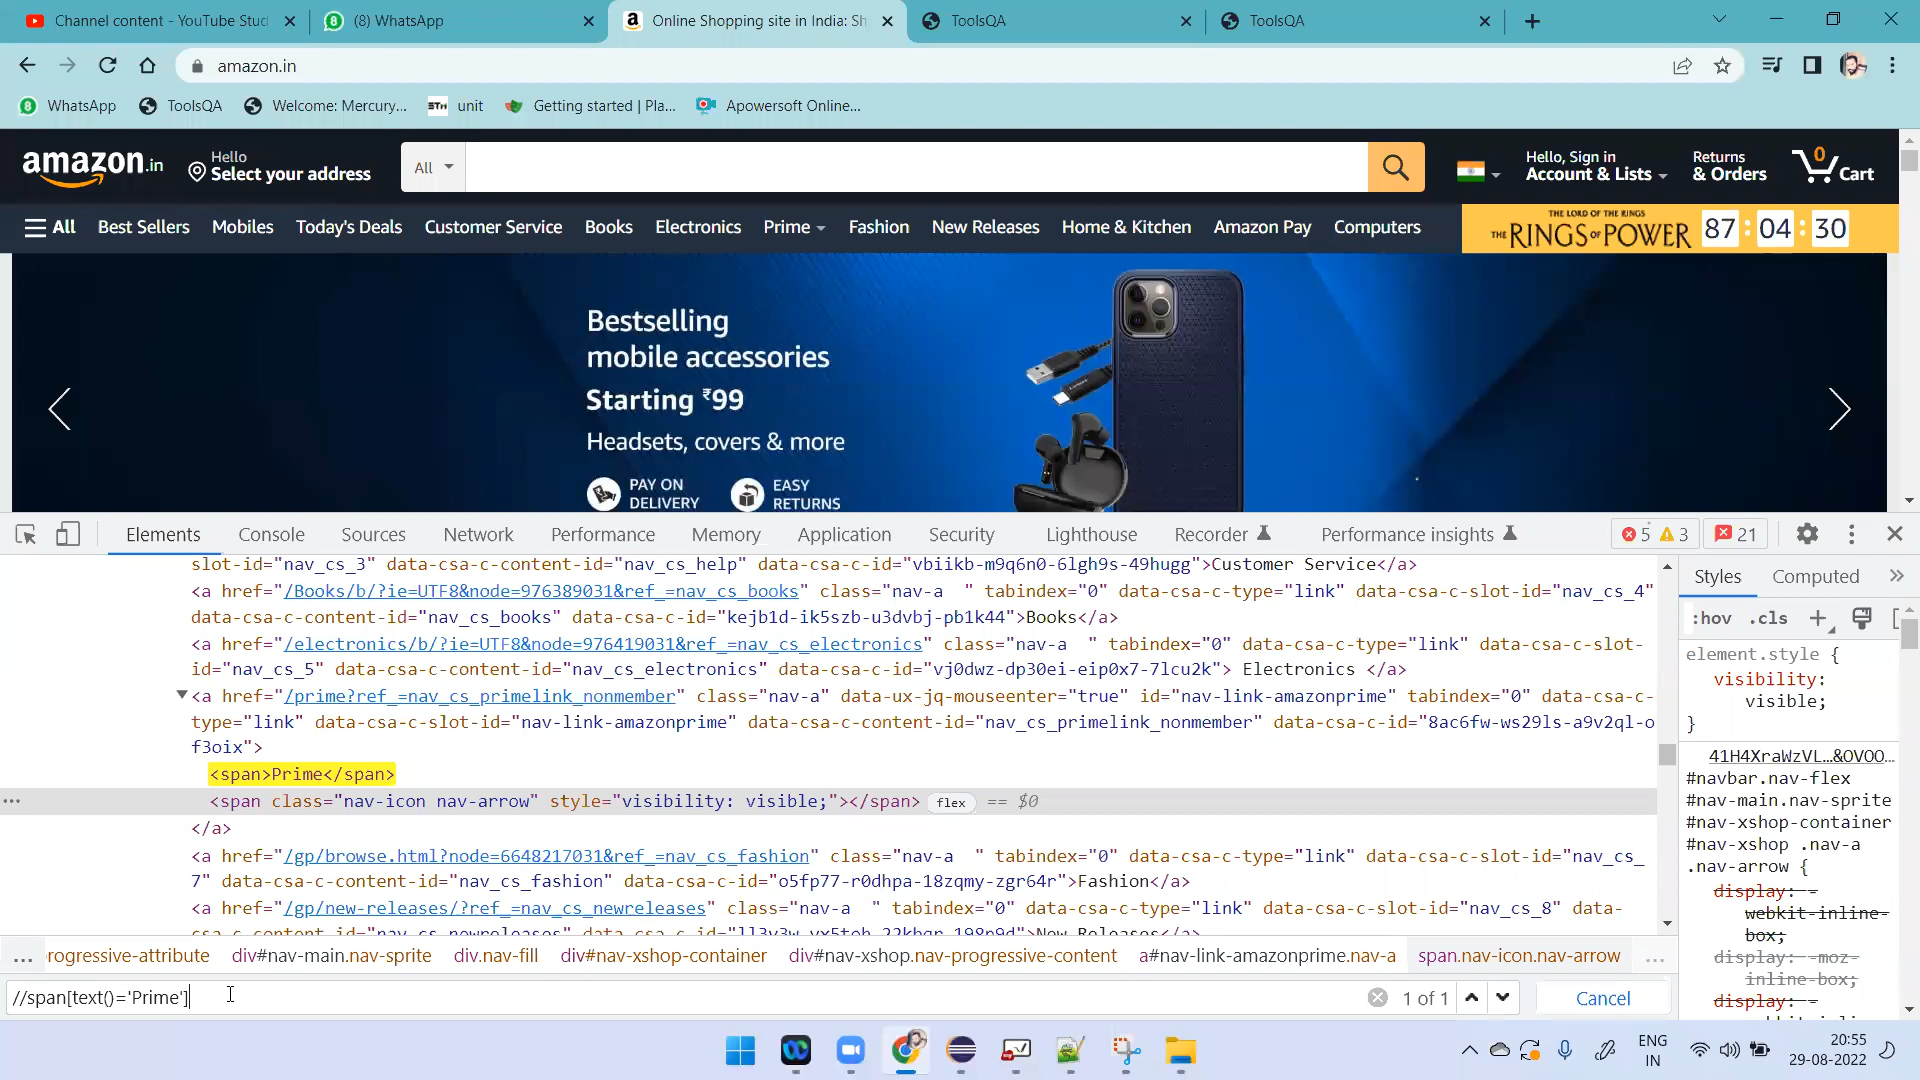 Channel content - YouTube Stud
(8) WhatsApp
Online Shopping site in India: Sh
ToolsQA
ToolsQA
amazon.in
WhatsApp
ToolsQA
Welcome: Mercury...
unit
Getting started | Pla...
Apowersoft Online...
amazon.in
Hello
Select your address
All
Hello, Sign in
Account & Lists
Returns
& Orders
0
Cart
All
Best Sellers
Mobiles
Today's Deals
Customer Service
Books
Electronics
Prime
Fashion
New Releases
Home & Kitchen
Amazon Pay
Computers
THE LORD OF THE RINGS
THE RINGS OF POWER
87 : 04 : 30
Bestselling
mobile accessories
Starting ₹99
Headsets, covers & more
PAY ON
DELIVERY
EASY
RETURNS
Elements
Console
Sources
Network
Performance
Memory
Application
Security
Lighthouse
Recorder
Performance insights
5
3
21
slot-id="nav_cs_3" data-csa-c-content-id="nav_cs_help" data-csa-c-id="vbiikb-m9q6n0-6lgh9s-49hugg">Customer Service</a>
<a href="/Books/b/?ie=UTF8&node=976389031&ref_=nav_cs_books" class="nav-a  " tabindex="0" data-csa-c-type="link" data-csa-c-slot-id="nav_cs_4"
data-csa-c-content-id="nav_cs_books" data-csa-c-id="kejb1d-ik5szb-u3dvbj-pb1k44">Books</a>
<a href="/electronics/b/?ie=UTF8&node=976419031&ref_=nav_cs_electronics" class="nav-a  " tabindex="0" data-csa-c-type="link" data-csa-c-slot-
id="nav_cs_5" data-csa-c-content-id="nav_cs_electronics" data-csa-c-id="vj0dwz-dp30ei-eip0x7-7lcu2k"> Electronics </a>
<a href="/prime?ref_=nav_cs_primelink_nonmember" class="nav-a" data-ux-jq-mouseenter="true" id="nav-link-amazonprime" tabindex="0" data-csa-c-
type="link" data-csa-c-slot-id="nav-link-amazonprime" data-csa-c-content-id="nav_cs_primelink_nonmember" data-csa-c-id="8ac6fw-ws29ls-a9v2ql-o
f3oix">
<span>Prime</span>
<span class="nav-icon nav-arrow" style="visibility: visible;"></span> flex == $0
</a>
<a href="/gp/browse.html?node=6648217031&ref_=nav_cs_fashion" class="nav-a  " tabindex="0" data-csa-c-type="link" data-csa-c-slot-id="nav_cs_
7" data-csa-c-content-id="nav_cs_fashion" data-csa-c-id="o5fp77-r0dhpa-18zqmy-zgr64r">Fashion</a>
<a href="/gp/new-releases/?ref_=nav_cs_newreleases" class="nav-a  " tabindex="0" data-csa-c-type="link" data-csa-c-slot-id="nav_cs_8" data-
... rogressive-attribute
div#nav-main.nav-sprite
div.nav-fill
div#nav-xshop-container
div#nav-xshop.nav-progressive-content
a#nav-link-amazonprime.nav-a
span.nav-icon.nav-arrow
...
//span[text()='Prime']
1 of 1
Cancel
Styles
Computed
:hov .cls
element.style {
visibility:
visible;
}
41H4XraWzVL…&0VOO…
#navbar.nav-flex
#nav-main.nav-sprite
#nav-xshop-container
#nav-xshop .nav-a
.nav-arrow {
display: -
webkit-inline-
box;
display: -moz-
inline-box;
display: -
ENG
IN
20:55
29-08-2022